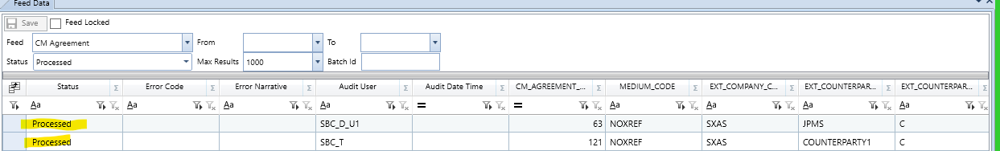 Feed Data
Save Feed Locked
Feed CM Agreement From To
Status Processed Max Results 1000 Batch Id
Status Σ Error Code Σ Error Narrative Σ Audit User Σ Audit Date Time Σ CM_AGREEMENT_... Σ MEDIUM_CODE Σ EXT_COMPANY_C... Σ EXT_COUNTERPAR... Σ EXT_COUNTERPAR... Σ
Aa Aa Aa Aa = = Aa Aa Aa Aa
Processed SBC_D_U1 63 NOXREF SXAS JPMS C
Processed SBC_T 121 NOXREF SXAS COUNTERPARTY1 C